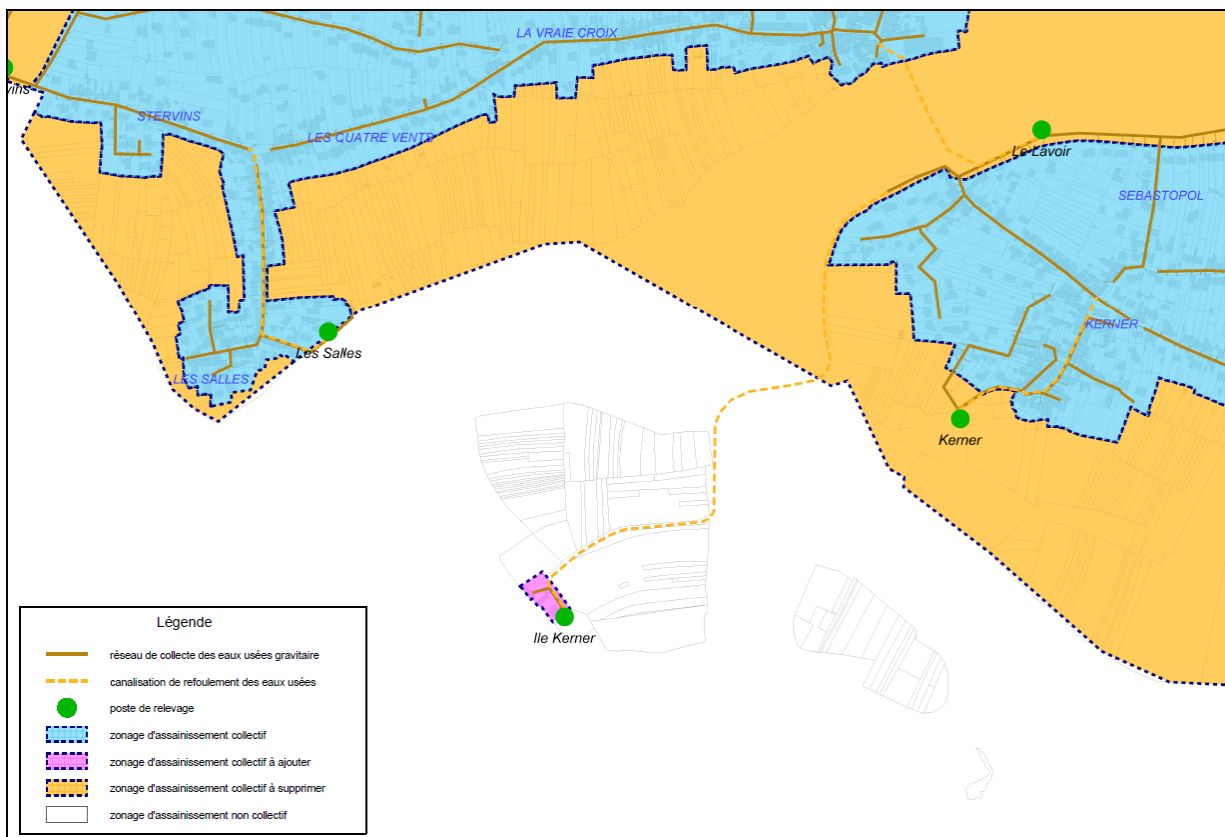 LA VRAIE CROIX
vins
STERVINS
LES QUATRE VENTS
Le Lavoir
SEBASTOPOL
KERNER
Les Salles
LES SALLES
Kerner
Ile Kerner
Légende
réseau de collecte des eaux usées gravitaire
canalisation de refoulement des eaux usées
poste de relevage
zonage d'assainissement collectif
zonage d'assainissement collectif à ajouter
zonage d'assainissement collectif à supprimer
zonage d'assainissement non collectif